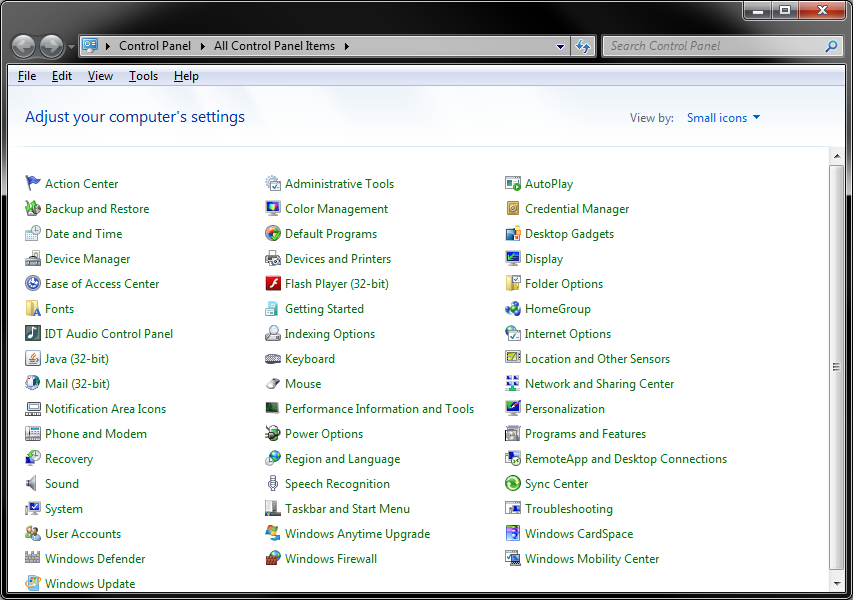 Control Panel All Control Panel Items Search Control Panel
File Edit View Tools Help
Adjust your computer's settings View by: Small icons
Action Center Administrative Tools AutoPlay
Backup and Restore Color Management Credential Manager
Date and Time Default Programs Desktop Gadgets
Device Manager Devices and Printers Display
Ease of Access Center Flash Player (32-bit) Folder Options
Fonts Getting Started HomeGroup
IDT Audio Control Panel Indexing Options Internet Options
Java (32-bit) Keyboard Location and Other Sensors
Mail (32-bit) Mouse Network and Sharing Center
Notification Area Icons Performance Information and Tools Personalization
Phone and Modem Power Options Programs and Features
Recovery Region and Language RemoteApp and Desktop Connections
Sound Speech Recognition Sync Center
System Taskbar and Start Menu Troubleshooting
User Accounts Windows Anytime Upgrade Windows CardSpace
Windows Defender Windows Firewall Windows Mobility Center
Windows Update